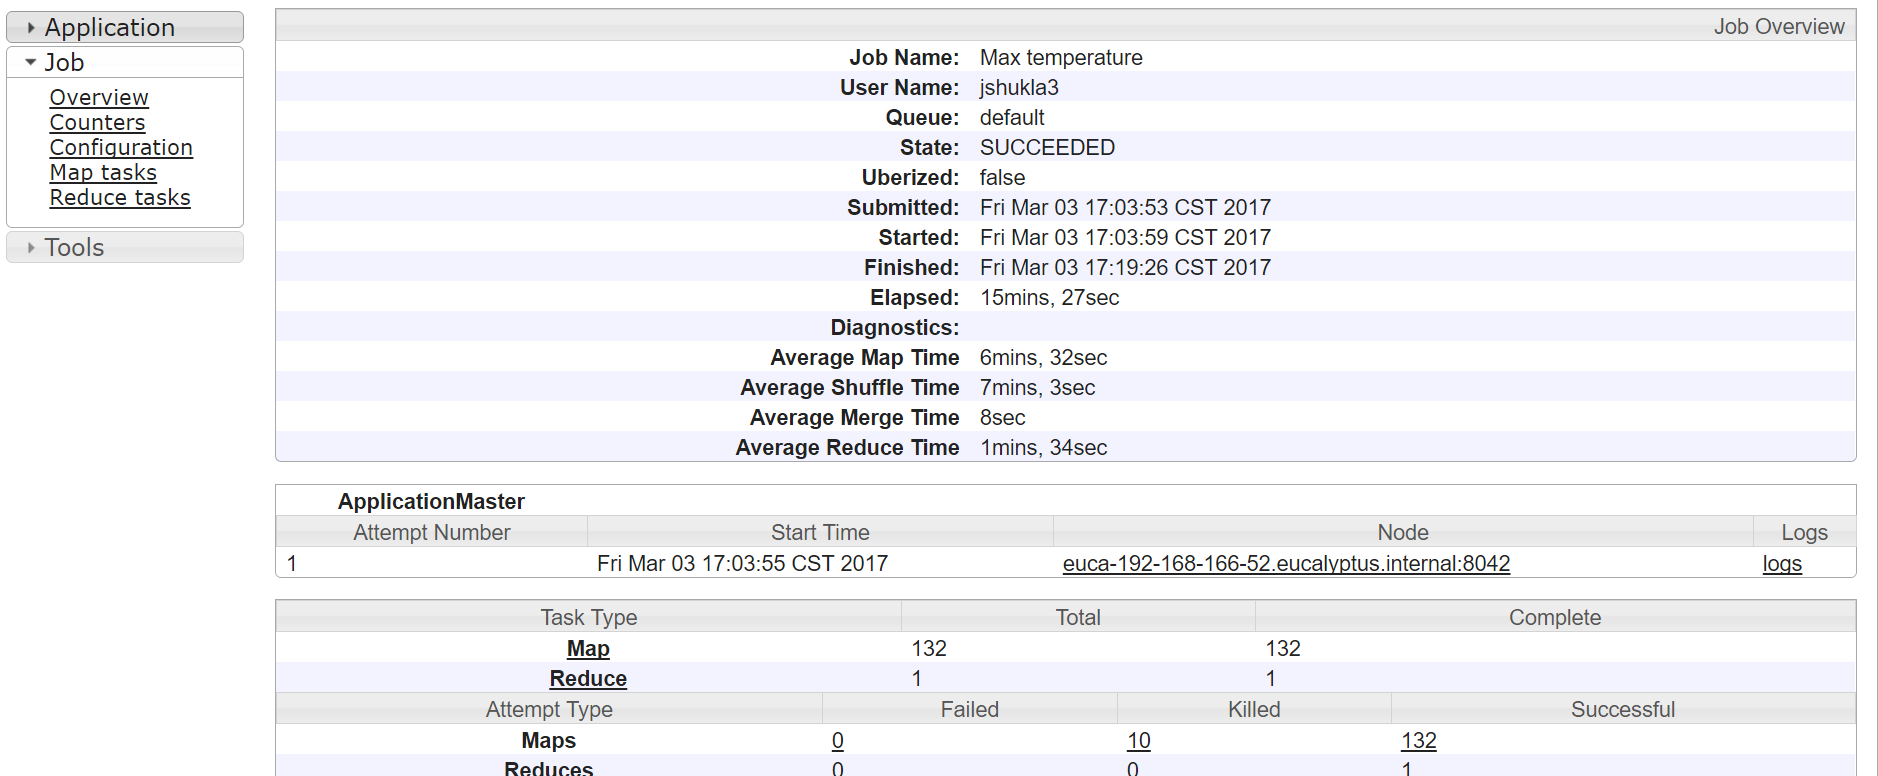 Application
Job
Overview
Counters
Configuration
Map tasks
Reduce tasks
Tools
Job Overview
Job Name: Max temperature
User Name: jshukla3
Queue: default
State: SUCCEEDED
Uberized: false
Submitted: Fri Mar 03 17:03:53 CST 2017
Started: Fri Mar 03 17:03:59 CST 2017
Finished: Fri Mar 03 17:19:26 CST 2017
Elapsed: 15mins, 27sec
Diagnostics:
Average Map Time 6mins, 32sec
Average Shuffle Time 7mins, 3sec
Average Merge Time 8sec
Average Reduce Time 1mins, 34sec
ApplicationMaster
Attempt Number Start Time Node Logs
1 Fri Mar 03 17:03:55 CST 2017 euca-192-168-166-52.eucalyptus.internal:8042 logs
Task Type Total Complete
Map 132 132
Reduce 1 1
Attempt Type Failed Killed Successful
Maps 0 10 132
Reduces 0 0 1